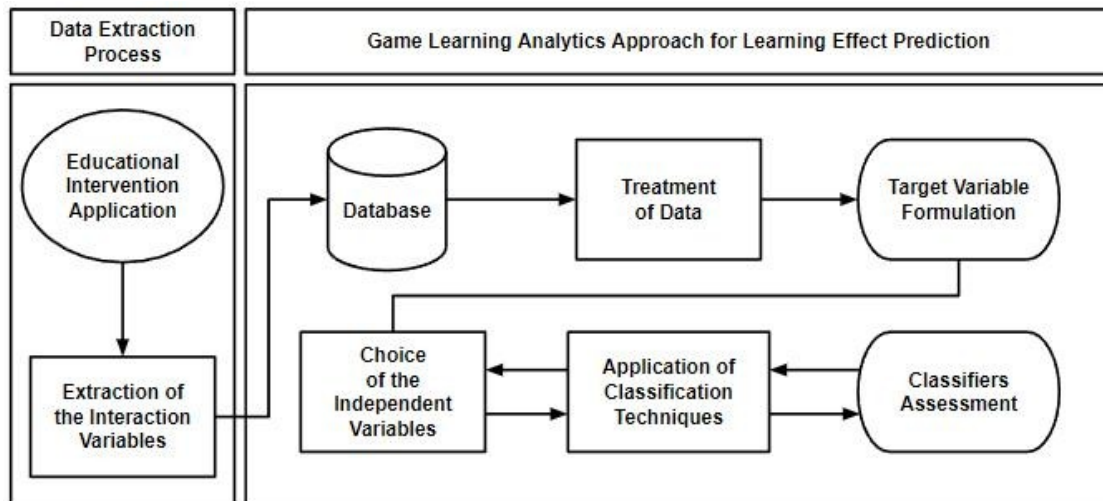 Data Extraction
Process
Game Learning Analytics Approach for Learning Effect Prediction
Educational
Intervention
Application
Extraction of
the Interaction
Variables
Database
Treatment
of Data
Target Variable
Formulation
Choice
of the
Independent
Variables
Application of
Classification
Techniques
Classifiers
Assessment